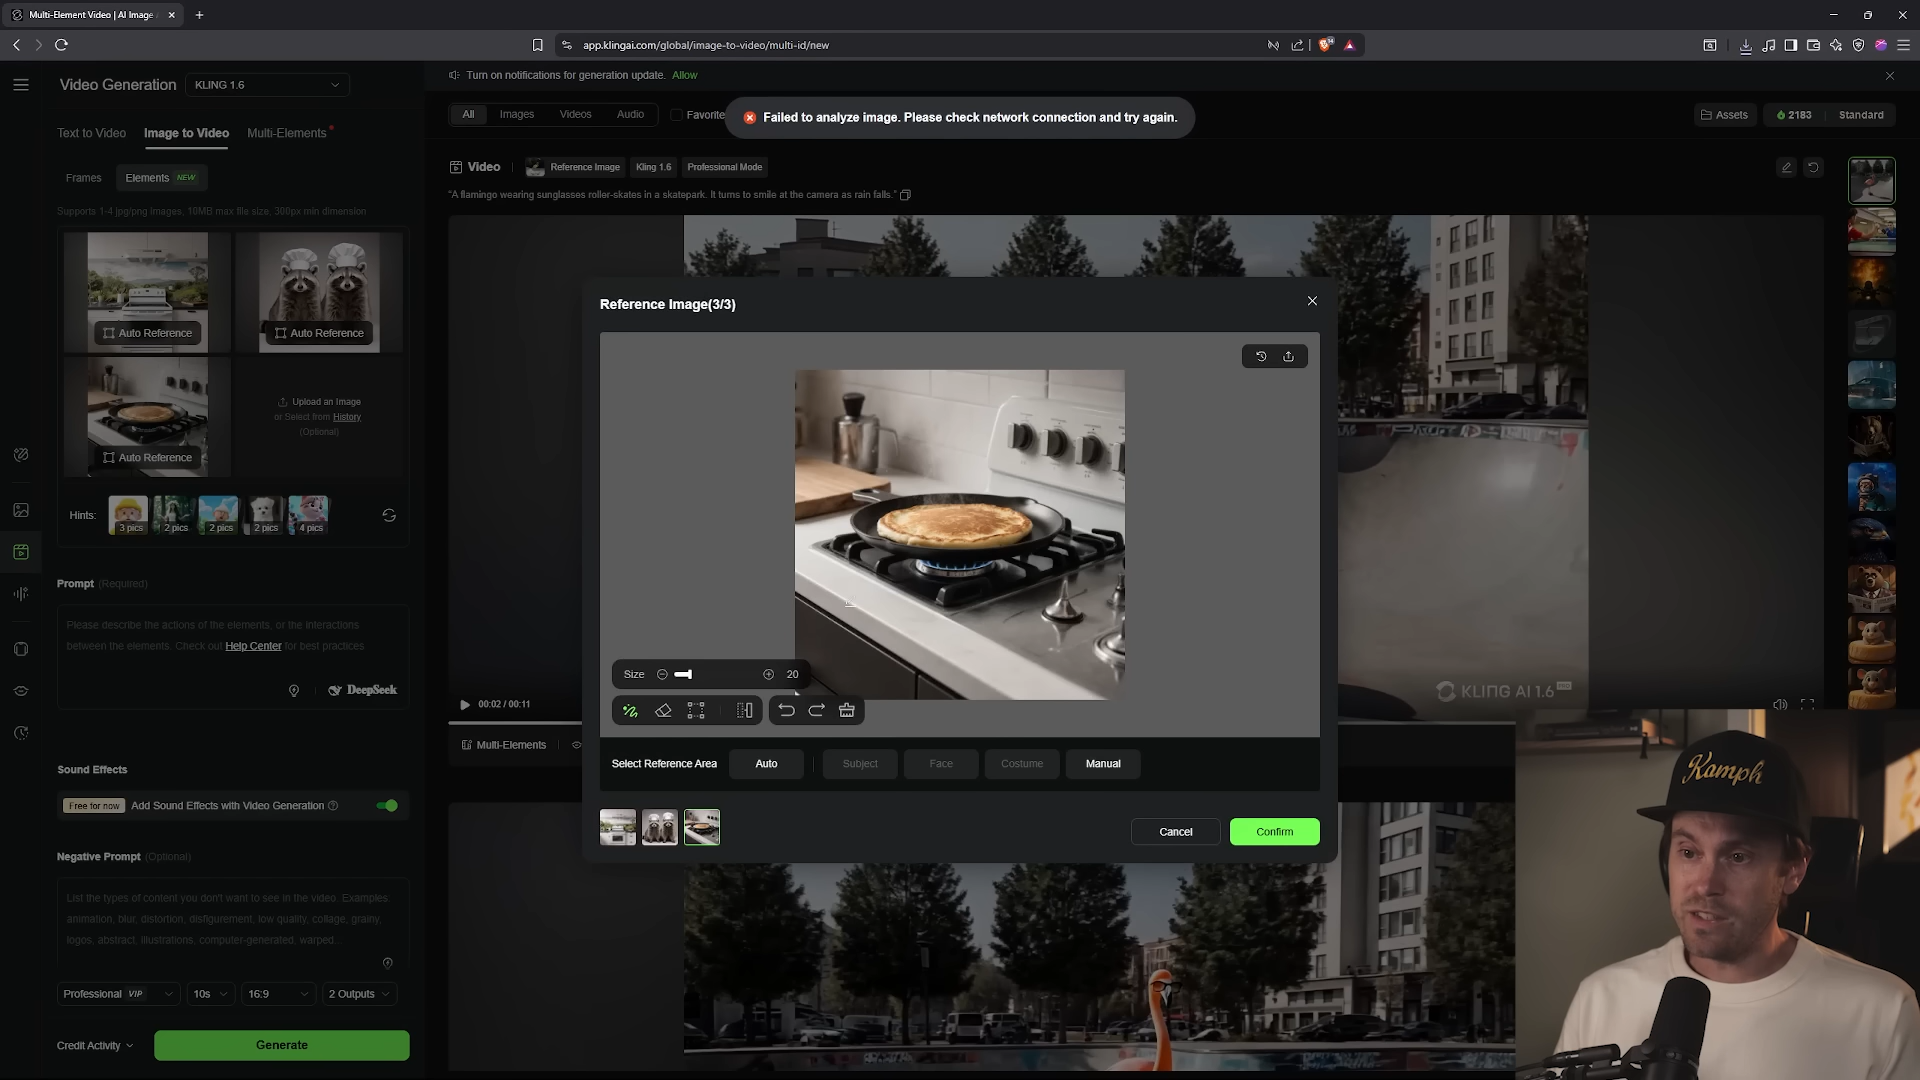 Multi-Element Video | AI Image
app.klingai.com/global/image-to-video/multi-id/new
Video Generation
KLING 1.6
Turn on notifications for generation update. Allow
Text to Video
Image to Video
Multi-Elements
All
Images
Videos
Audio
Favorite
Failed to analyze image. Please check network connection and try again.
Assets
2183
Standard
Frames
Elements NEW
Video
Reference Image
Kling 1.6
Professional Mode
"A flamingo wearing sunglasses roller-skates in a skatepark. It turns to smile at the camera as rain falls."
Supports 1-4 jpg/png images, 10MB max file size, 300px min dimension
Auto Reference
Auto Reference
Auto Reference
Upload an Image
or Select from History
(Optional)
Hints:
3 pics
2 pics
2 pics
2 pics
4 pics
Prompt (Required)
Please describe the actions of the elements, or the interactions
between the elements. Check out Help Center for best practices
DeepSeek
Reference Image(3/3)
Size
20
Select Reference Area
Auto
Subject
Face
Costume
Manual
Cancel
Confirm
00:02 / 00:11
Multi-Elements
KLING AI 1.6 PRO
Sound Effects
Free for now
Add Sound Effects with Video Generation
Negative Prompt (Optional)
List the types of content you don't want to see in the video. Examples:
animation, blur, distortion, disfigurement, low quality, collage, grainy,
logos, abstract, illustrations, computer-generated, warped...
Professional VIP
10s
16:9
2 Outputs
Credit Activity
Generate
Kamph